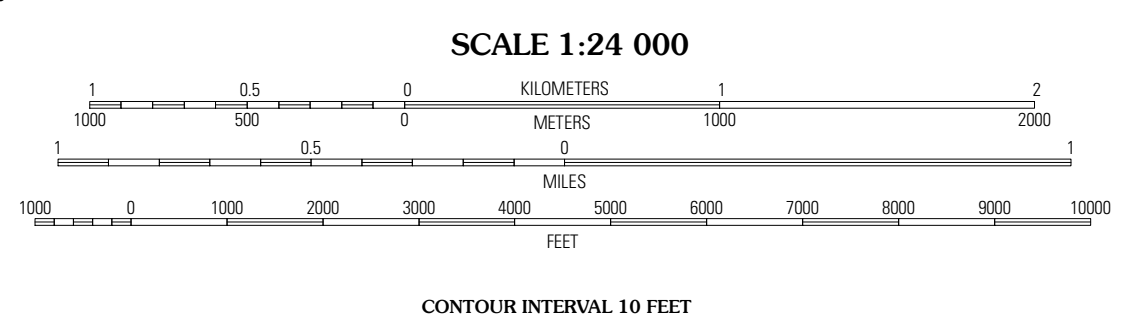 SCALE 1:24 000
1 0.5 0 KILOMETERS 1 2
1000 500 0 METERS 1000 2000
1 0.5 0 1
MILES
1000 0 1000 2000 3000 4000 5000 6000 7000 8000 9000 10000
FEET
CONTOUR INTERVAL 10 FEET